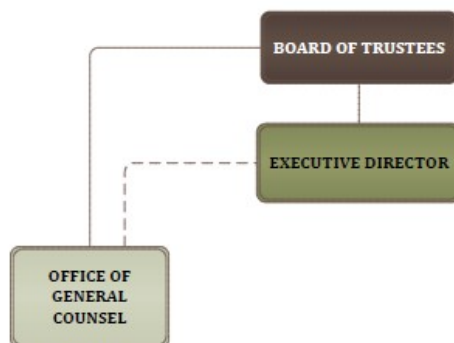 BOARD OF TRUSTEES
EXECUTIVE DIRECTOR
OFFICE OF
GENERAL
COUNSEL